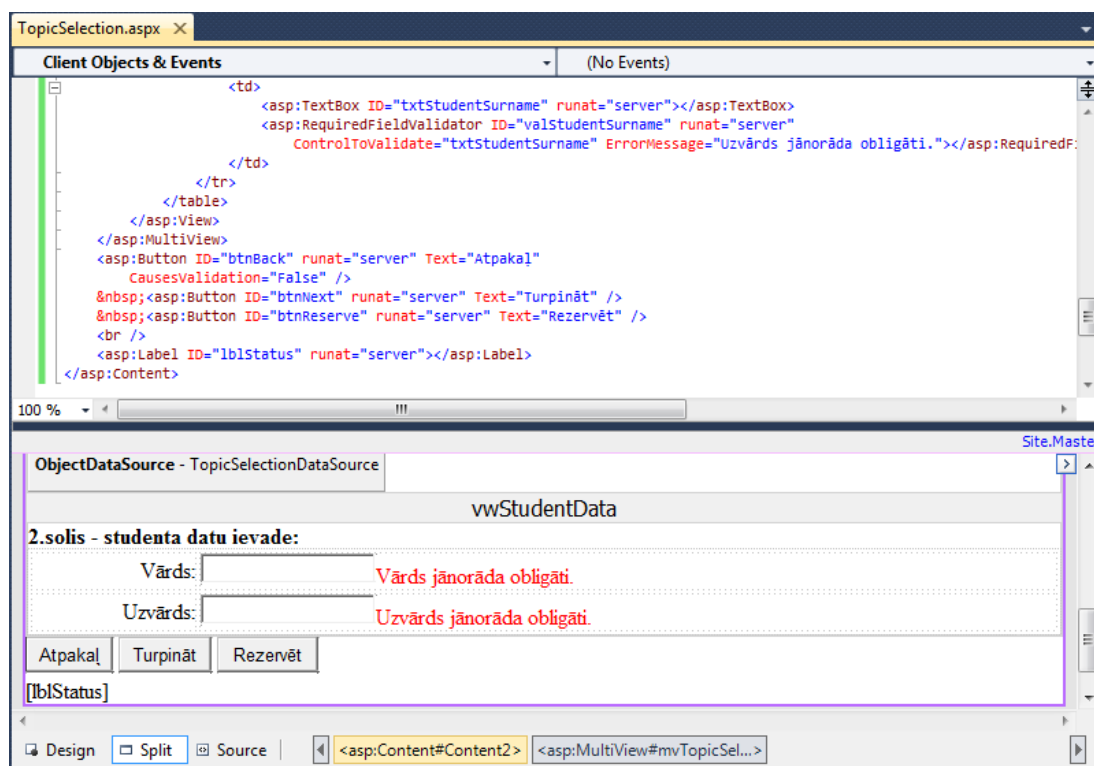 TopicSelection.aspx
Client Objects & Events (No Events)
<td>
<asp:TextBox ID="txtStudentSurname" runat="server"></asp:TextBox>
<asp:RequiredFieldValidator ID="valStudentSurname" runat="server"
ControlToValidate="txtStudentSurname" ErrorMessage="Uzvārds jānorāda obligāti."></asp:RequiredF
</td>
</tr>
</table>
</asp:View>
</asp:MultiView>
<asp:Button ID="btnBack" runat="server" Text="Atpakaļ"
CausesValidation="False" />
&nbsp;<asp:Button ID="btnNext" runat="server" Text="Turpināt" />
&nbsp;<asp:Button ID="btnReserve" runat="server" Text="Rezervēt" />
<br />
<asp:Label ID="lblStatus" runat="server"></asp:Label>
</asp:Content>
100 %
Site.Maste
ObjectDataSource - TopicSelectionDataSource
vwStudentData
2.solis - studenta datu ievade:
Vārds: Vārds jānorāda obligāti.
Uzvārds: Uzvārds jānorāda obligāti.
Atpakaļ Turpināt Rezervēt
[lblStatus]
Design Split Source <asp:Content#Content2> <asp:MultiView#mvTopicSel...>